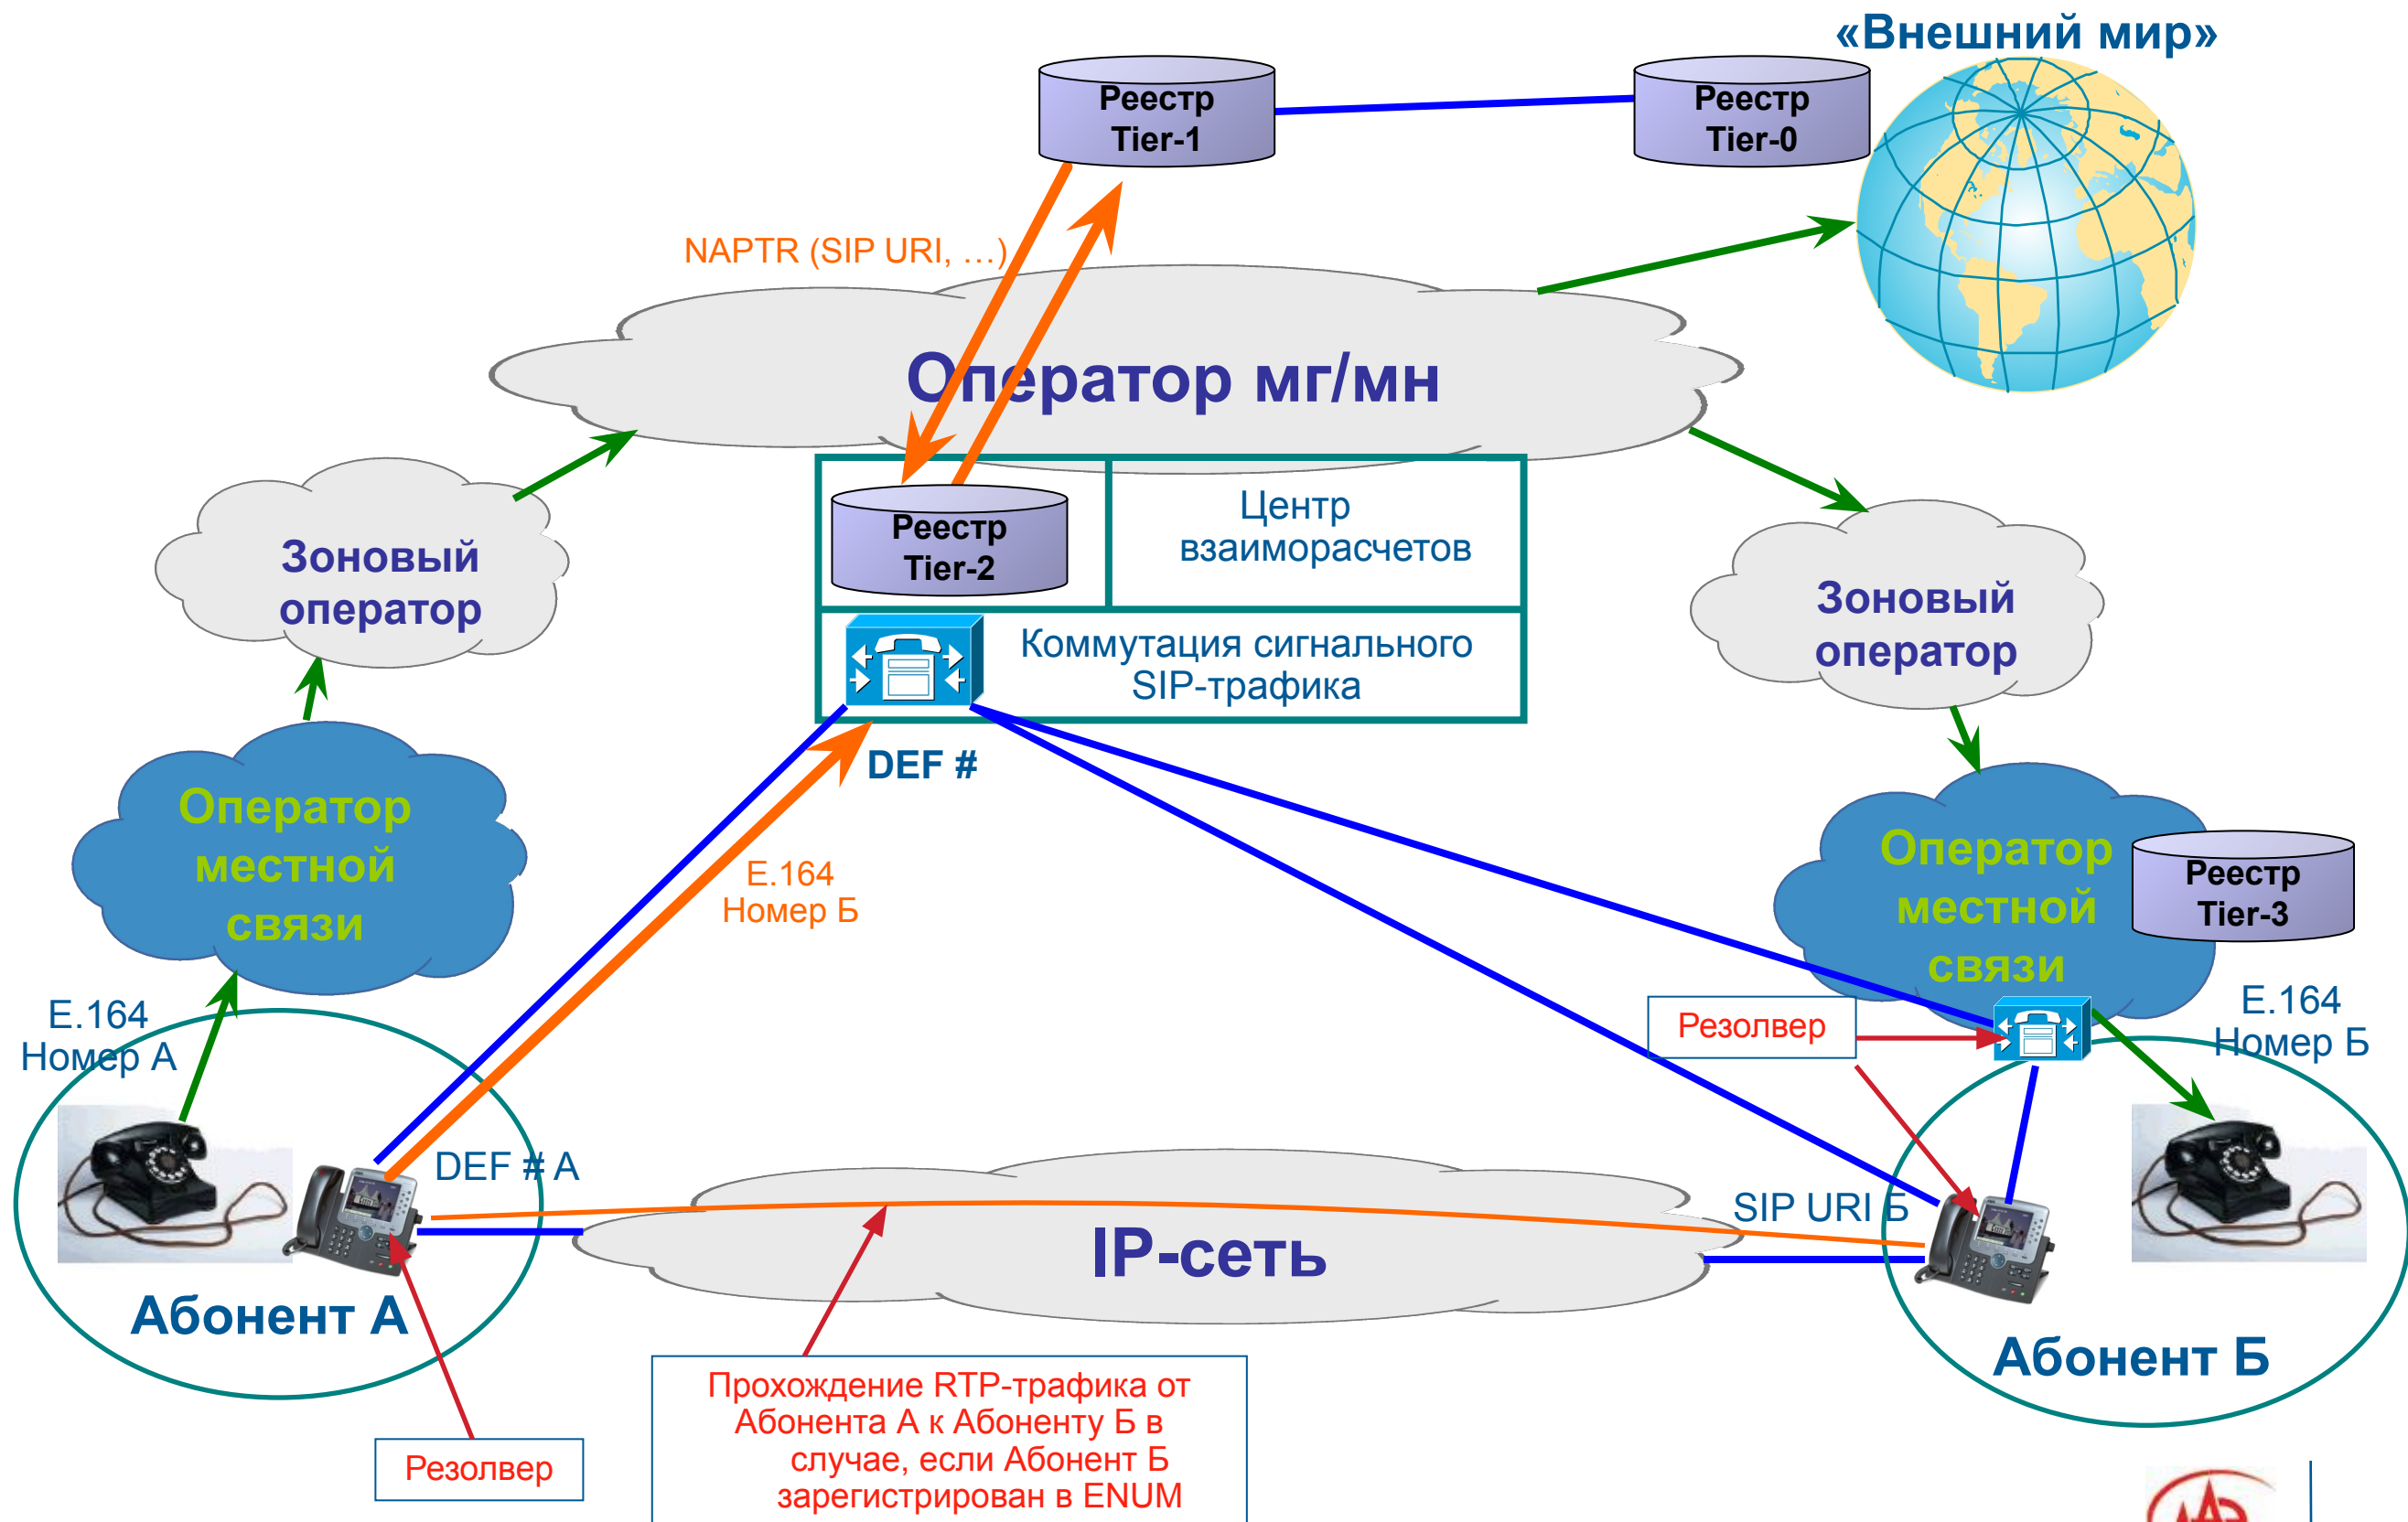 «Внешний мир»
Реестр
Tier-1
Реестр
Tier-0
NAPTR (SIP URI, …)
Оператор мг/мн
Реестр
Tier-2
Центр
взаиморасчетов
Зоновый
оператор
Зоновый
оператор
Коммутация сигнального
SIP-трафика
DEF #
Оператор
местной
связи
Оператор
местной
связи
Реестр
Tier-3
E.164
Номер Б
E.164
Номер А
Резолвер
E.164
Номер Б
DEF # A
SIP URI Б
IP-сеть
Абонент А
Абонент Б
Прохождение RTP-трафика от
Абонента А к Абоненту Б в
случае, если Абонент Б
зарегистрирован в ENUM
Резолвер